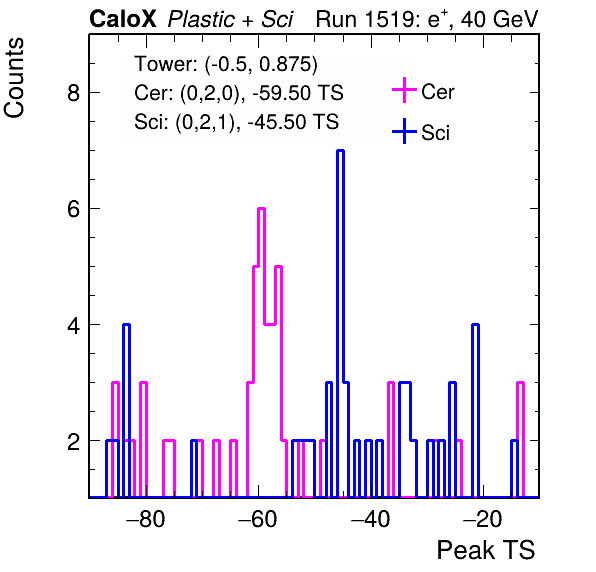 CaloX Plastic + Sci Run 1519: e⁺, 40 GeV
Counts
Tower: (-0.5, 0.875)
Cer: (0,2,0), -59.50 TS
Sci: (0,2,1), -45.50 TS
Cer
Sci
8
6
4
2
−80 −60 −40 −20
Peak TS